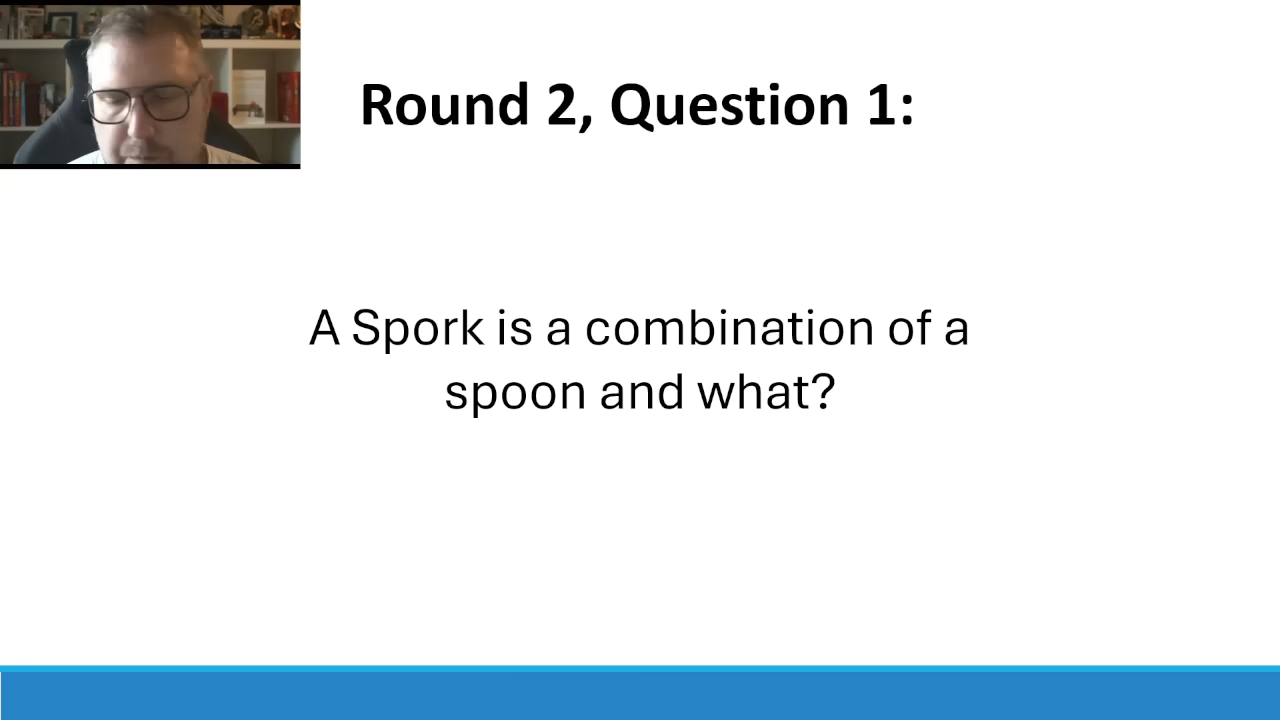 Round 2, Question 1:
A Spork is a combination of a
spoon and what?